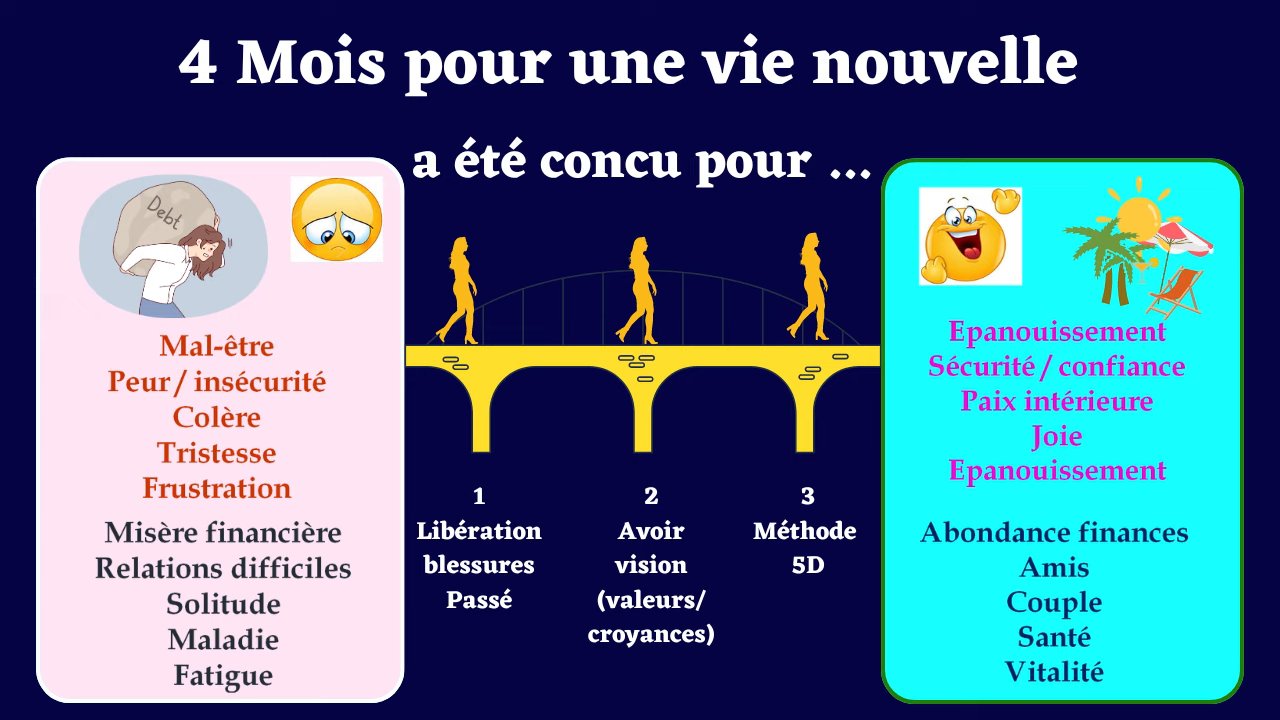 4 Mois pour une vie nouvelle
a été concu pour ...
Debt
Mal-être
Peur / insécurité
Colère
Tristesse
Frustration
Misère financière
Relations difficiles
Solitude
Maladie
Fatigue
1
Libération
blessures
Passé
2
Avoir
vision
(valeurs/
croyances)
3
Méthode
5D
Epanouissement
Sécurité / confiance
Paix intérieure
Joie
Epanouissement
Abondance finances
Amis
Couple
Santé
Vitalité